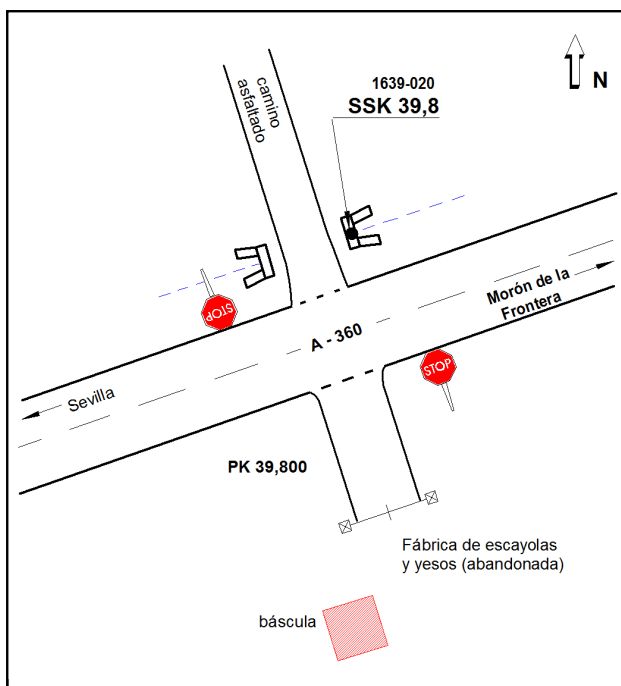 camino
asfaltado
1639-020
SSK 39,8
N
STOP
Morón de la
Frontera
A - 360
STOP
Sevilla
PK 39,800
Fábrica de escayolas
y yesos (abandonada)
báscula